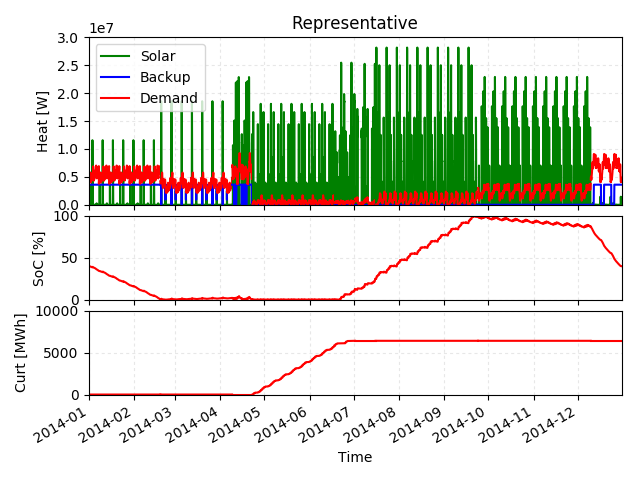 Representative
1e7
3.0
2.5
2.0
1.5
1.0
0.5
0.0
Heat [W]
Solar
Backup
Demand
100
50
0
SoC [%]
10000
5000
0
Curt [MWh]
2014-01
2014-02
2014-03
2014-04
2014-05
2014-06
2014-07
2014-08
2014-09
2014-10
2014-11
2014-12
Time